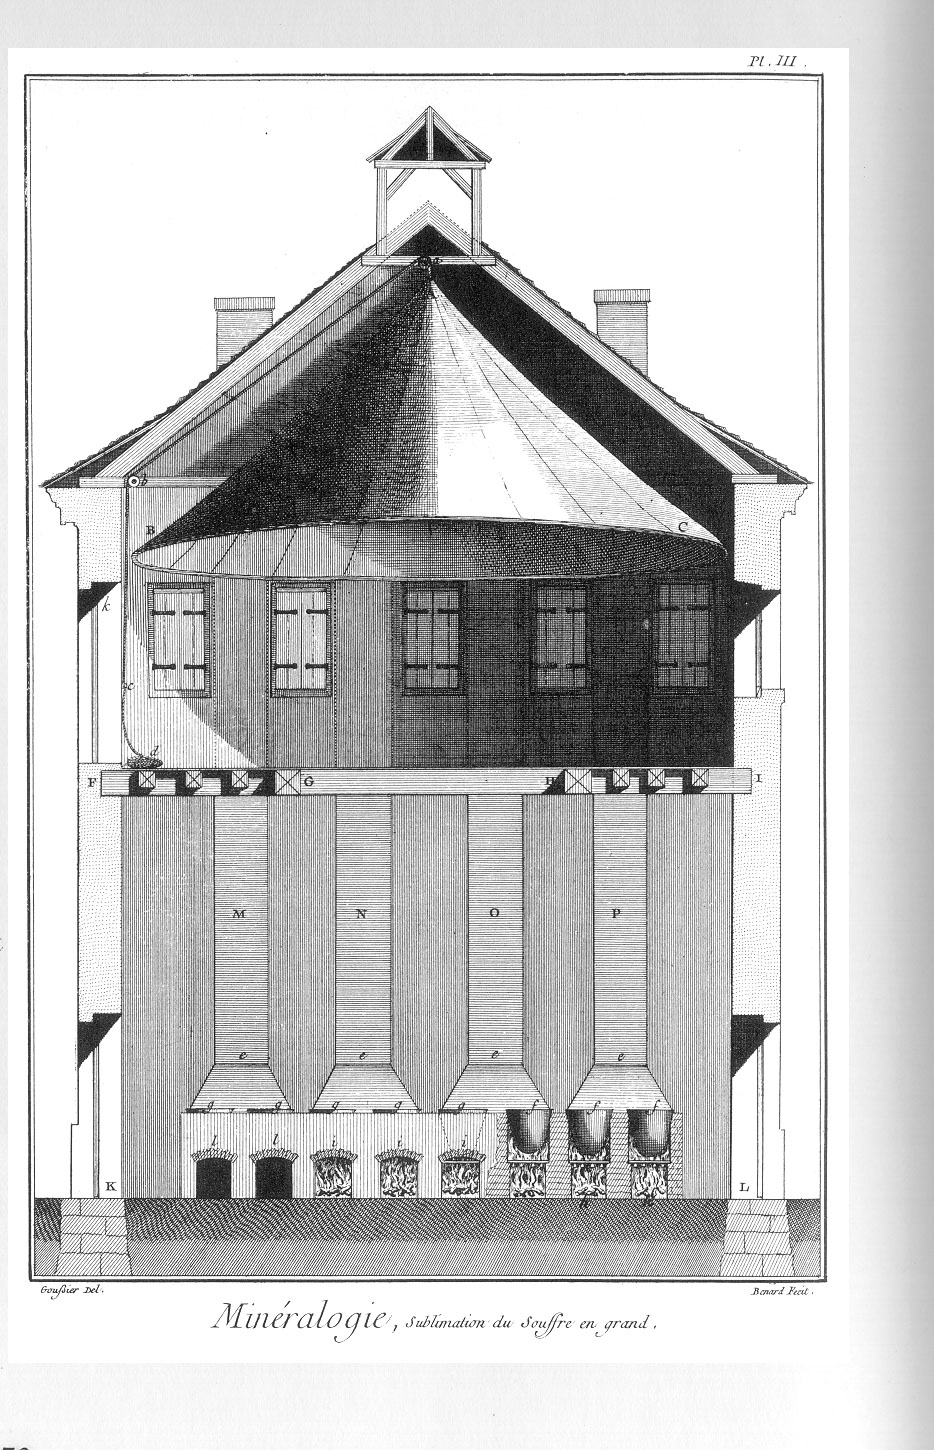 Pl. III.
a
A
b
B
C
k
c
d
F
G
H
I
M
N
O
P
e
e
e
e
g
g
g
g
g
f
f
f
l
l
i
i
i
K
L
h
h
Goussier Del.
Benard Fecit.
Minéralogie, Sublimation du Souffre en grand.